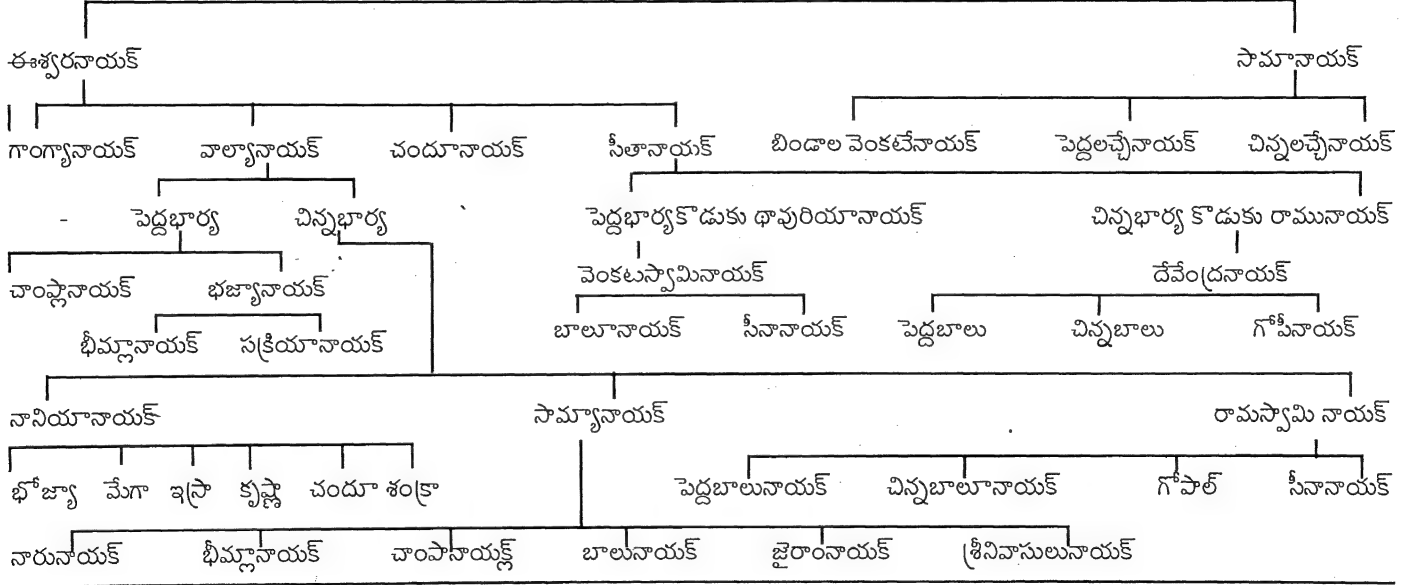 ఈశ్వరనాయక్ సామానాయక్
గాంగ్యానాయక్ వాల్యానాయక్ చందూనాయక్ సీతానాయక్ బిండాల వెంకటేనాయక్ పెద్దలచ్చేనాయక్ చిన్నలచ్చేనాయక్
పెద్దభార్య చిన్నభార్య పెద్దభార్యకొడుకు థావురియానాయక్ చిన్నభార్య కొడుకు రామునాయక్
వెంకటస్వామినాయక్ దేవేంద్రనాయక్
చాంప్లానాయక్ భజ్యానాయక్
బాలూనాయక్ సీనానాయక్ పెద్దబాలు చిన్నబాలు గోపీనాయక్
భీమ్లానాయక్ సక్రియానాయక్
నానియానాయక్ సామ్యానాయక్ రామస్వామి నాయక్
భోజ్యా మేగా ఇస్రా కృష్ణా చందూ శంక్రా పెద్దబాలునాయక్ చిన్నబాలూనాయక్ గోపాల్ సీనానాయక్
నారునాయక్ భీమ్లానాయక్ చాంపానాయక్ల్ బాలునాయక్ జైరాంనాయక్ శ్రీనివాసులునాయక్